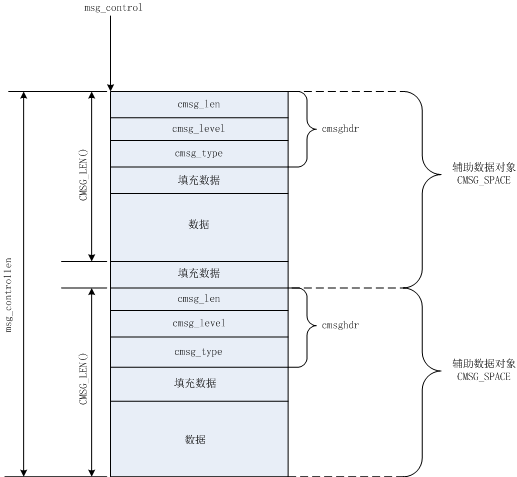 msg_control
cmsg_len
cmsg_level
cmsg_type
填充数据
数据
填充数据
cmsg_len
cmsg_level
cmsg_type
填充数据
数据
cmsghdr
cmsghdr
CMSG_LEN()
CMSG_LEN()
msg_controllen
辅助数据对象
CMSG_SPACE
辅助数据对象
CMSG_SPACE